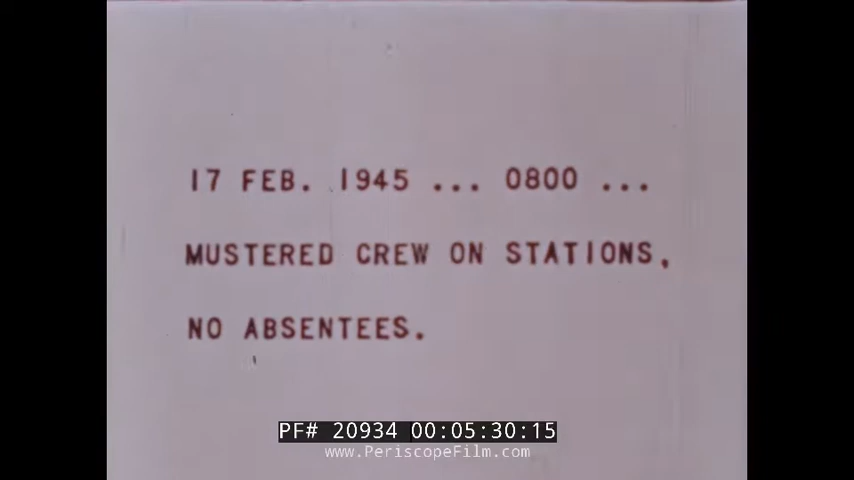 17 FEB. 1945 ... 0800 ...
MUSTERED CREW ON STATIONS,
NO ABSENTEES.
PF# 20934 00:05:30:15
www.PeriscopeFilm.com